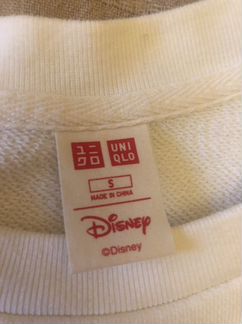 ユニ UNI
クロ QLO
S
MADE IN CHINA
Disney
©Disney